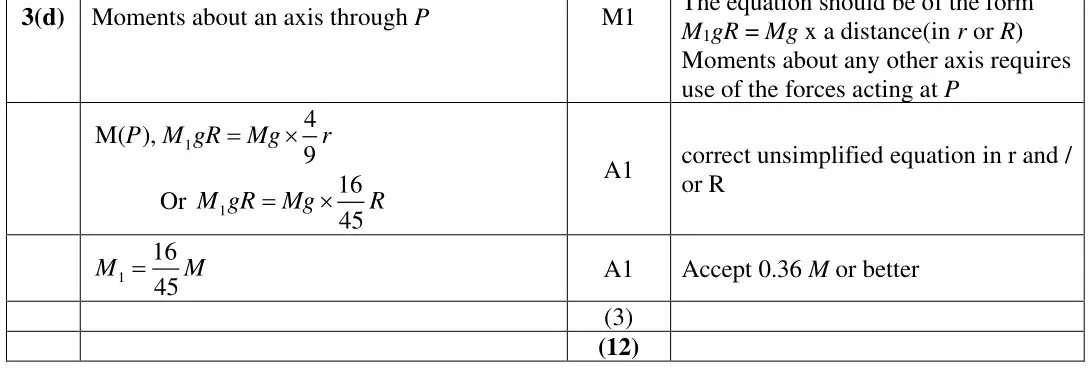 3(d) Moments about an axis through P M1 The equation should be of the form
M₁gR = Mg x a distance(in r or R)
Moments about any other axis requires
use of the forces acting at P
M(P), M₁gR = Mg × 4/9 r
Or M₁gR = Mg × 16/45 R
A1 correct unsimplified equation in r and /
or R
M₁ = 16/45 M A1 Accept 0.36 M or better
(3)
(12)